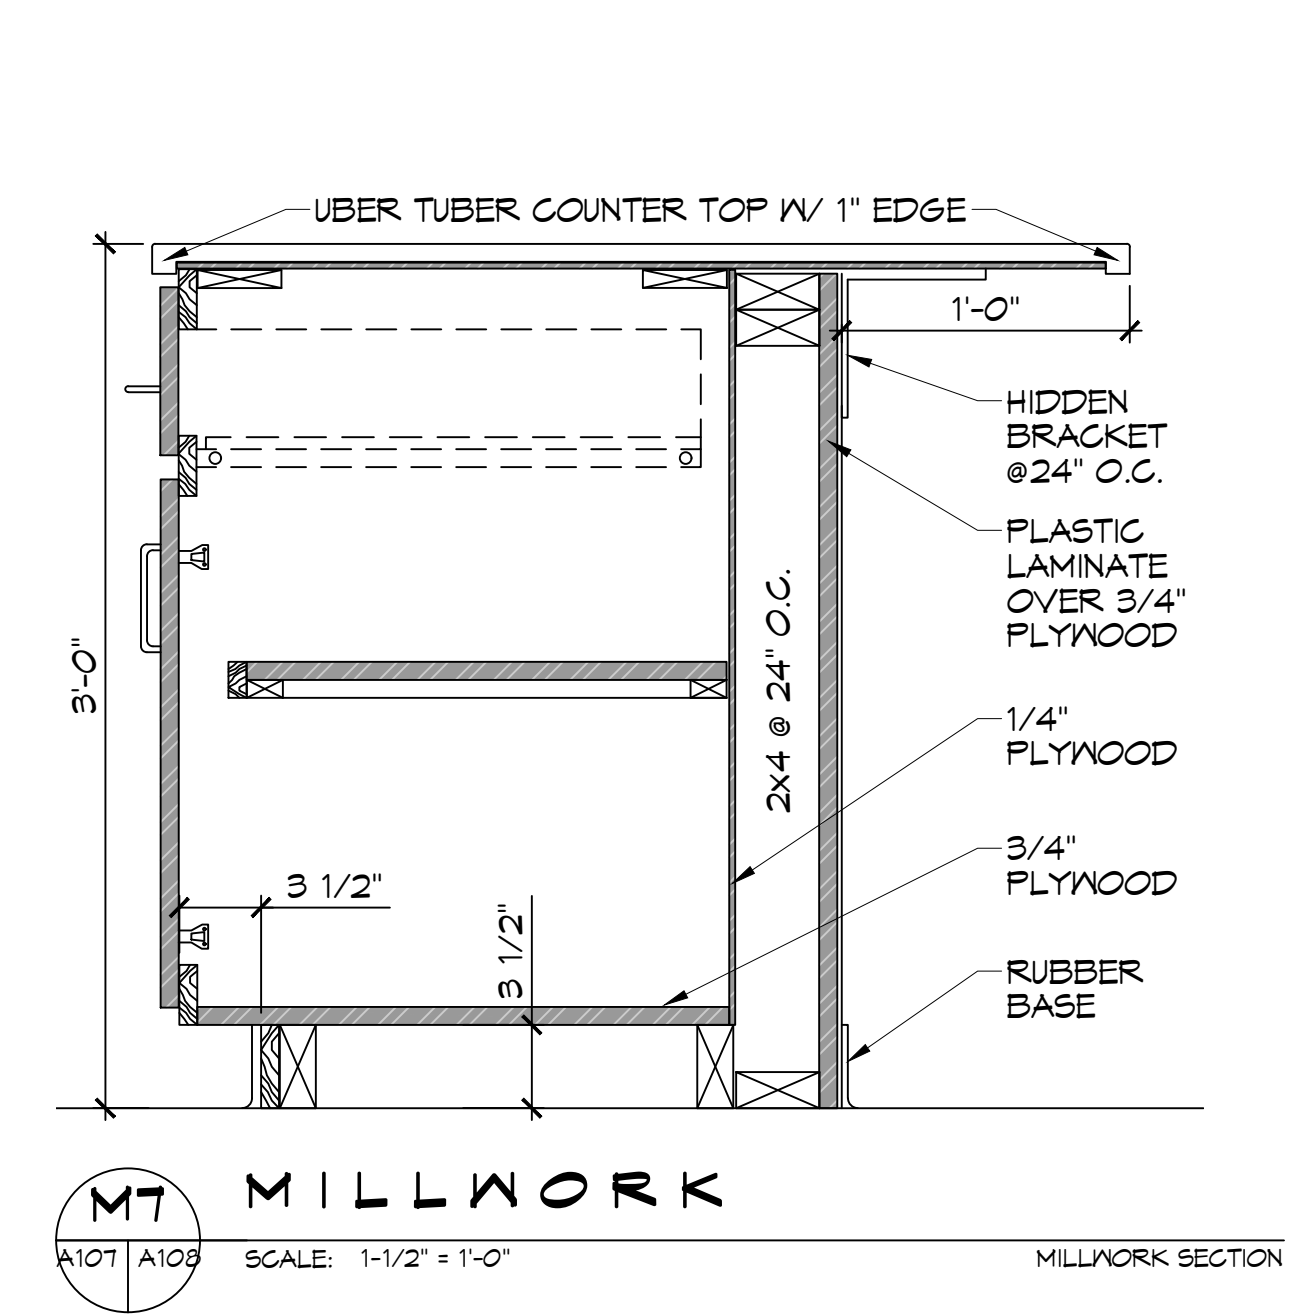 UBER TUBER COUNTER TOP W/ 1" EDGE
1'-0"
HIDDEN
BRACKET
@24" O.C.
PLASTIC
LAMINATE
OVER 3/4"
PLYWOOD
3'-0"
2x4 @ 24" O.C.
1/4"
PLYWOOD
3/4"
PLYWOOD
3 1/2"
3 1/2"
RUBBER
BASE
M7
MILLWORK
A107 A108
SCALE: 1-1/2" = 1'-0"
MILLWORK SECTION